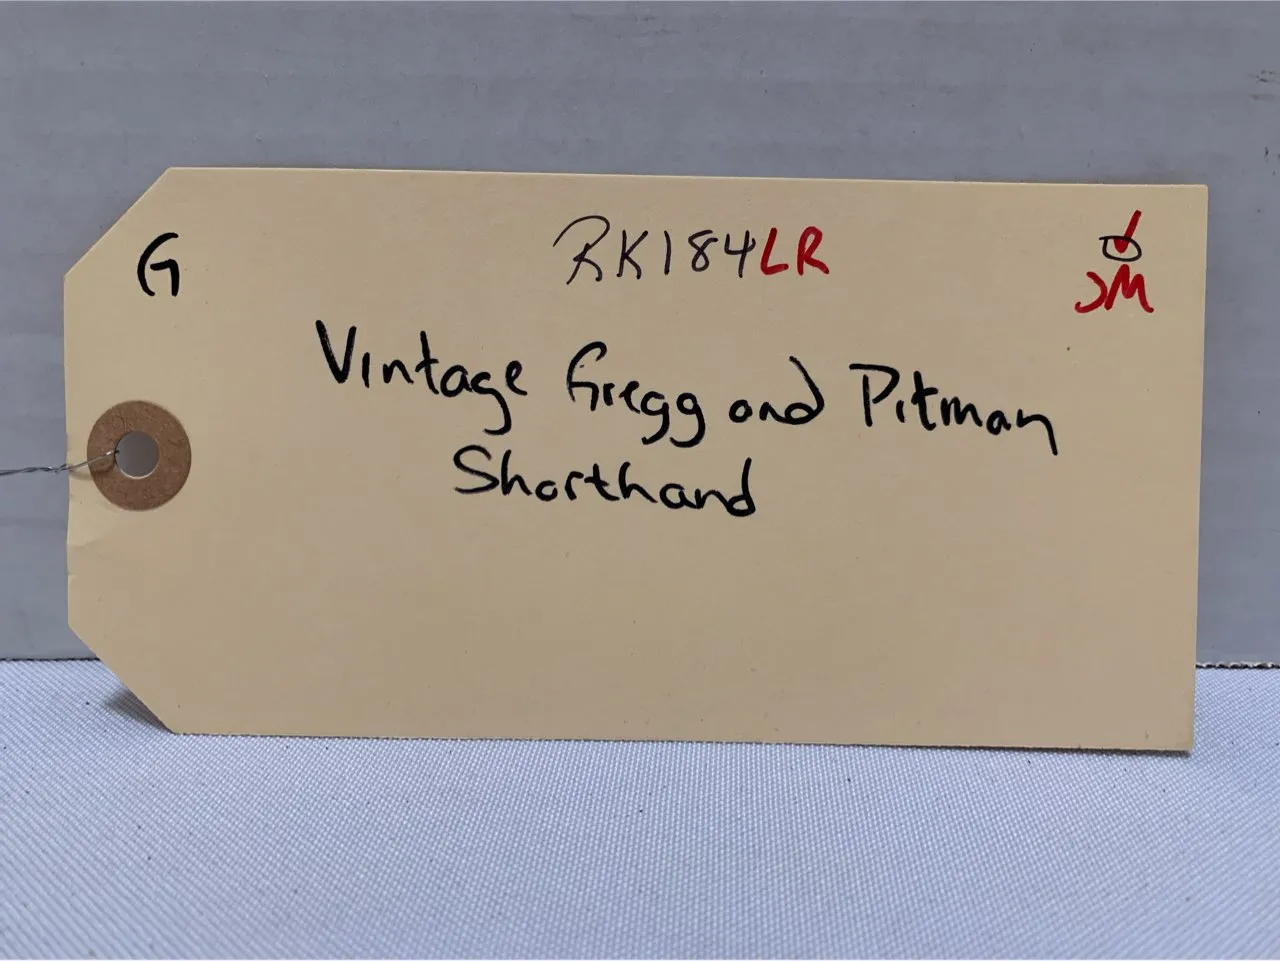 G
RK184LR
JM
Vintage Gregg and Pitman
Shorthand